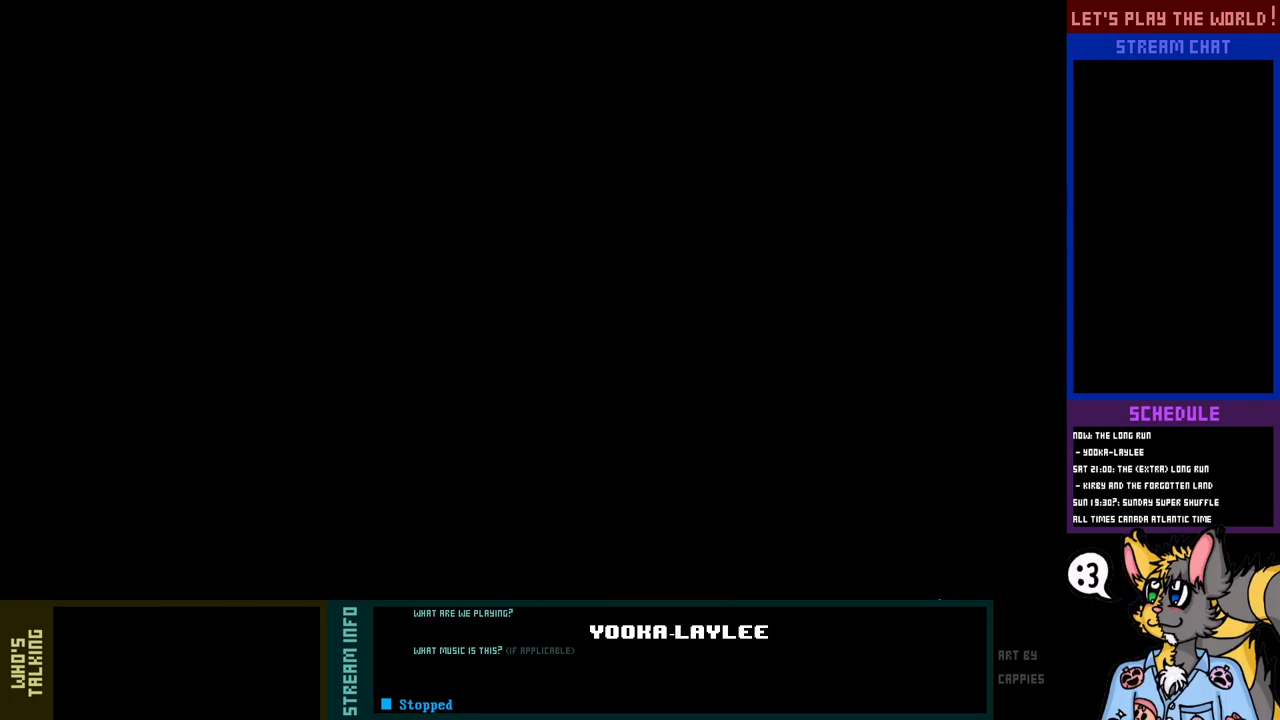 LET'S PLAY THE WORLD!
STREAM CHAT
SCHEDULE
NOW: THE LONG RUN
- YOOKA-LAYLEE
SAT 21:00: THE (EXTRA) LONG RUN
- KIRBY AND THE FORGOTTEN LAND
SUN 19:30?: SUNDAY SUPER SHUFFLE
ALL TIMES CANADA ATLANTIC TIME
:3
WHO'S
TALKING
STREAM INFO
WHAT ARE WE PLAYING?
YOOKA-LAYLEE
WHAT MUSIC IS THIS? (IF APPLICABLE)
Stopped
ART BY
CAPPIES